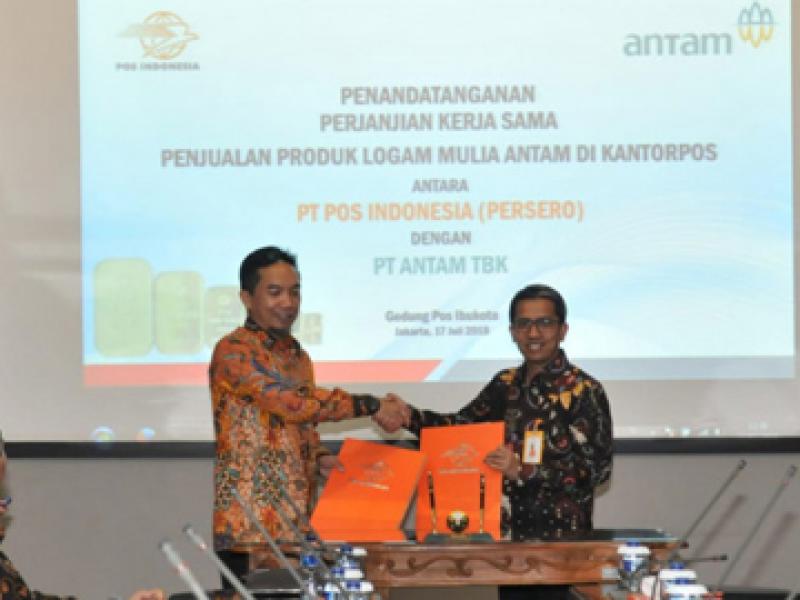 POS INDONESIA
antam
PENANDATANGANAN
PERJANJIAN KERJA SAMA
PENJUALAN PRODUK LOGAM MULIA ANTAM DI KANTORPOS
ANTARA
PT POS INDONESIA (PERSERO)
DENGAN
PT ANTAM TBK
Gedung Pos Ibukota
Jakarta, 17 Juli 2018